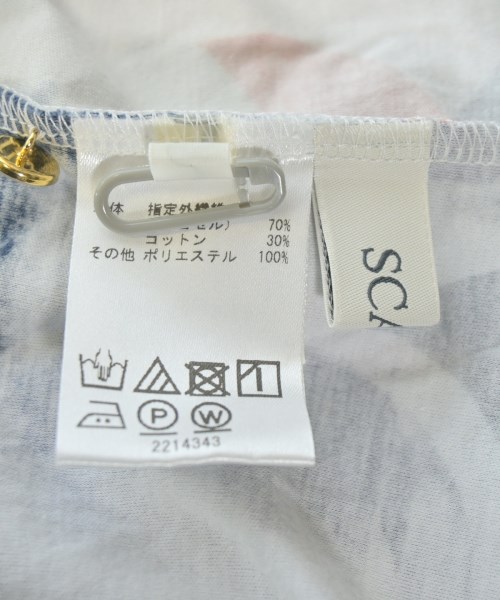 体 指定外繊維
セル) 70%
コットン 30%
その他 ポリエステル 100%
P W
2214343
SCA